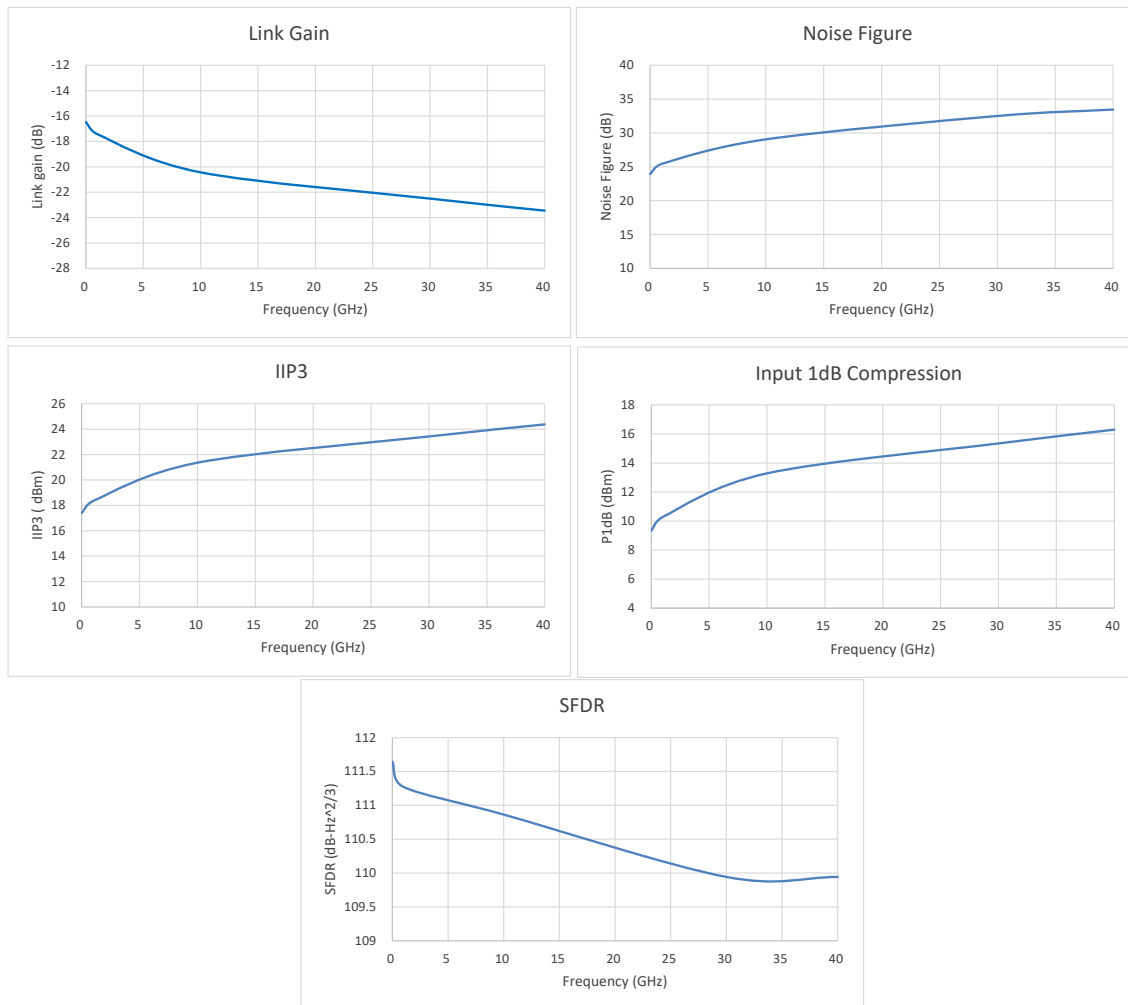 Link Gain
-12
-14
-16
-18
-20
-22
-24
-26
-28
Link gain (dB)
0 5 10 15 20 25 30 35 40
Frequency (GHz)
Noise Figure
40
35
30
25
20
15
10
Noise Figure (dB)
0 5 10 15 20 25 30 35 40
Frequency (GHz)
IIP3
26
24
22
20
18
16
14
12
10
IIP3 ( dBm)
0 5 10 15 20 25 30 35 40
Frequency (GHz)
Input 1dB Compression
18
16
14
12
10
8
6
4
P1dB (dBm)
0 5 10 15 20 25 30 35 40
Frequency (GHz)
SFDR
112
111.5
111
110.5
110
109.5
109
SFDR (dB-Hz^2/3)
0 5 10 15 20 25 30 35 40
Frequency (GHz)